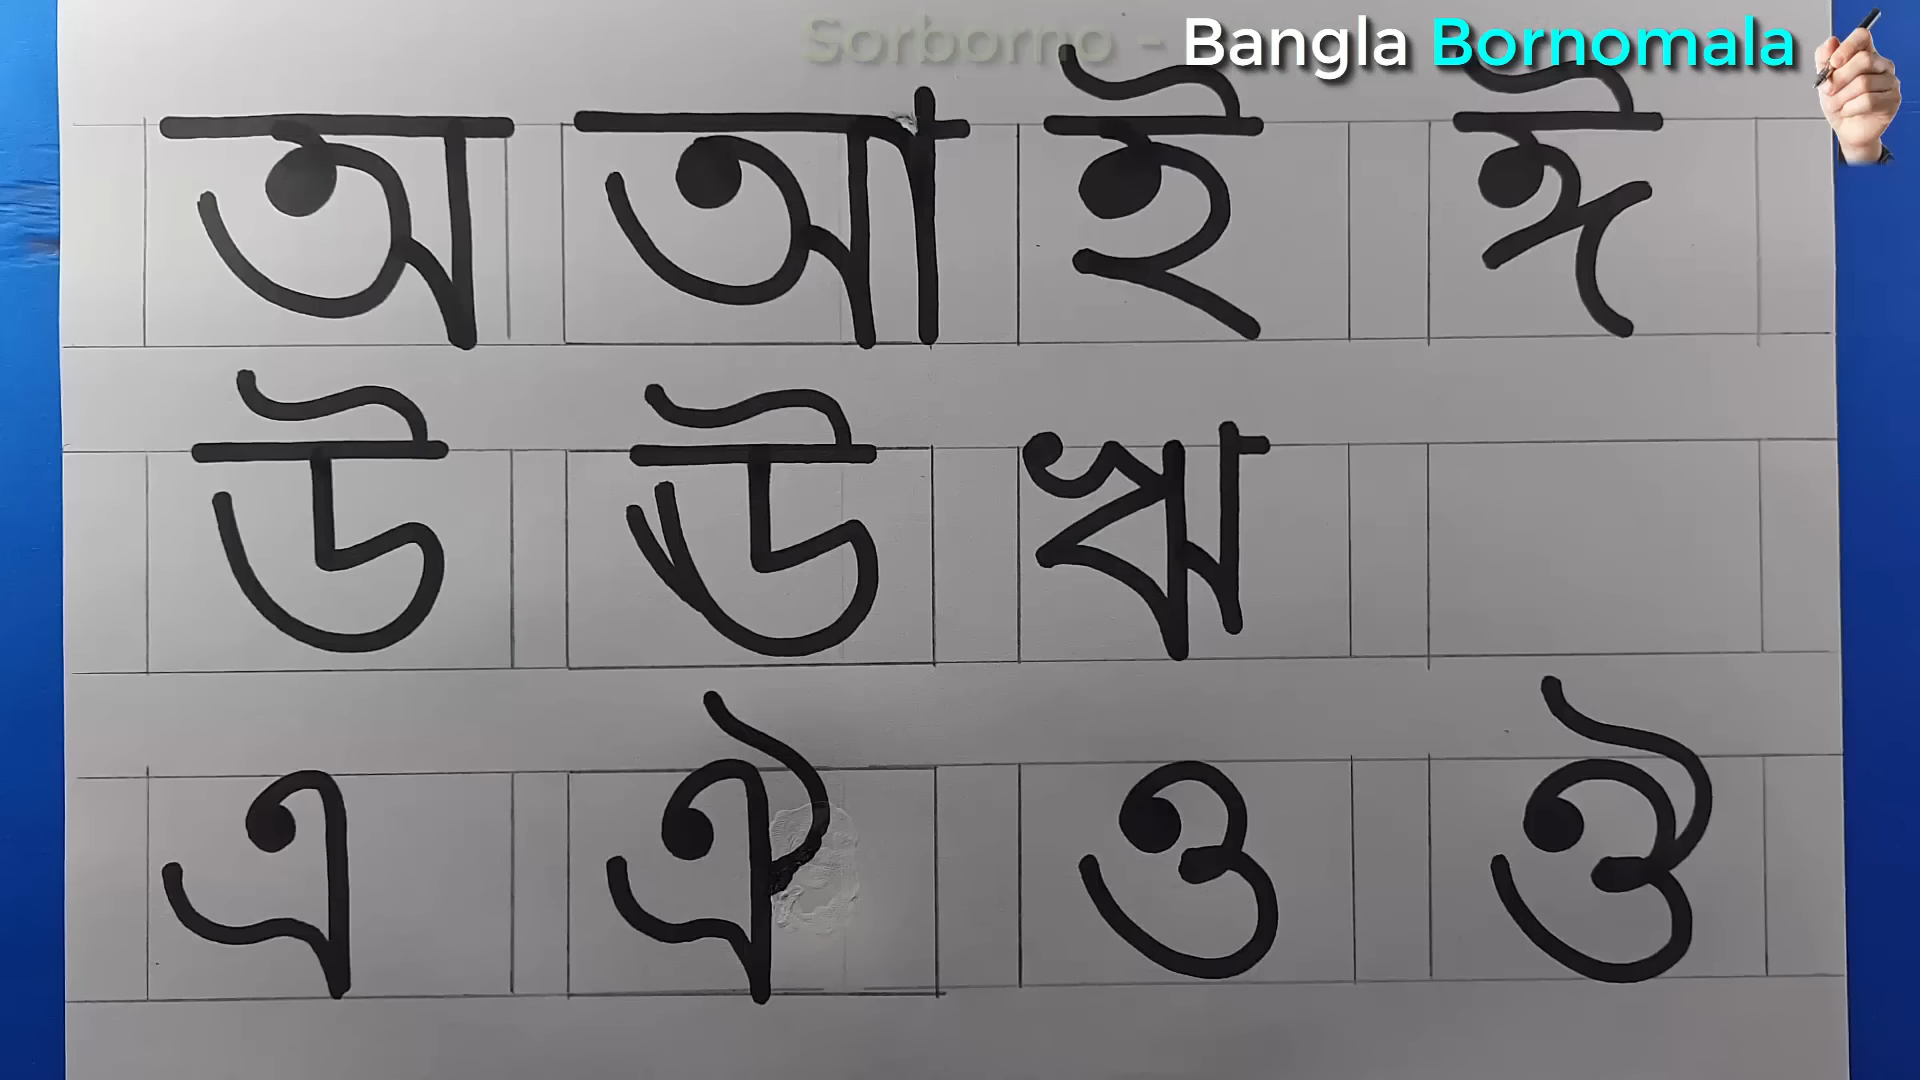 Sorborno - Bangla Bornomala
অ আ ই ঈ
উ ঊ ঋ
এ ঐ ও ঔ